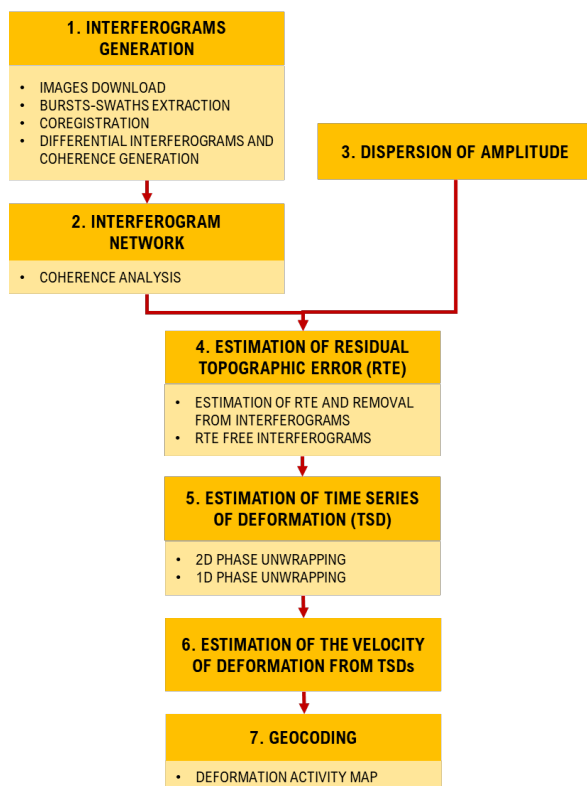 1. INTERFEROGRAMS
GENERATION
• IMAGES DOWNLOAD
• BURSTS-SWATHS EXTRACTION
• COREGISTRATION
• DIFFERENTIAL INTERFEROGRAMS AND
COHERENCE GENERATION
2. INTERFEROGRAM
NETWORK
• COHERENCE ANALYSIS
3. DISPERSION OF AMPLITUDE
4. ESTIMATION OF RESIDUAL
TOPOGRAPHIC ERROR (RTE)
• ESTIMATION OF RTE AND REMOVAL
FROM INTERFEROGRAMS
• RTE FREE INTERFEROGRAMS
5. ESTIMATION OF TIME SERIES
OF DEFORMATION (TSD)
• 2D PHASE UNWRAPPING
• 1D PHASE UNWRAPPING
6. ESTIMATION OF THE VELOCITY
OF DEFORMATION FROM TSDs
7. GEOCODING
• DEFORMATION ACTIVITY MAP